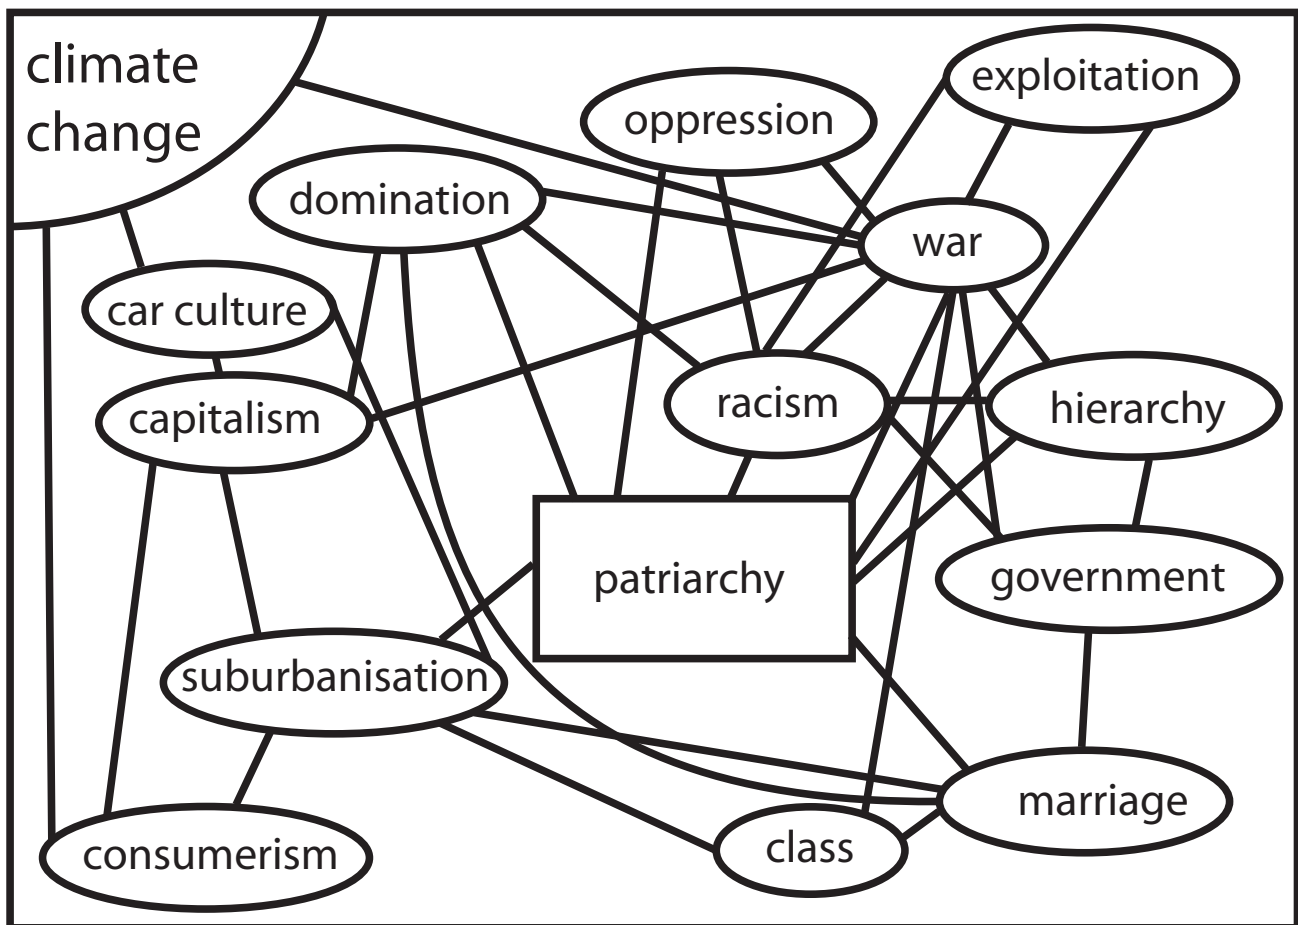 climate
change
exploitation
oppression
domination
war
car culture
capitalism
racism
hierarchy
patriarchy
government
suburbanisation
marriage
class
consumerism